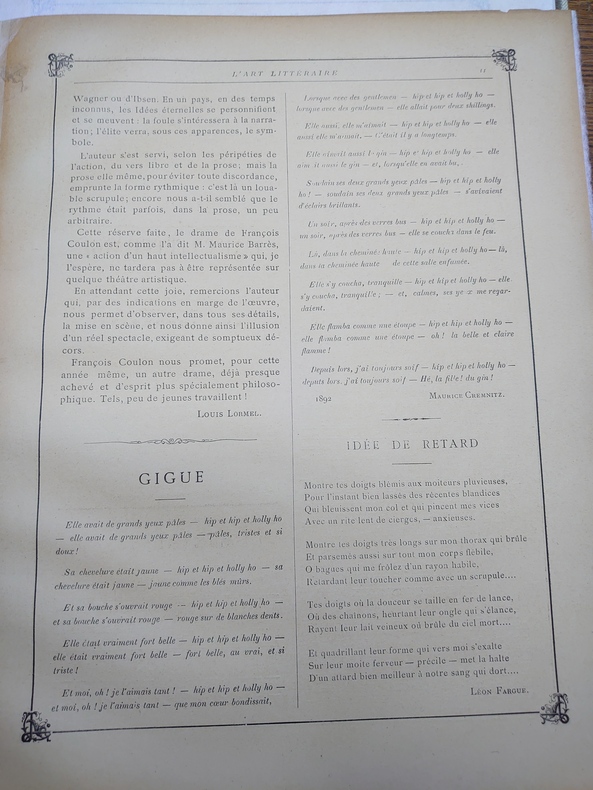 L'ART LITTÉRAIRE
Wagner ou d'Ibsen. En un pays, en des temps
inconnus, les Idées éternelles se personnifient
et se meuvent : la foule s'intéressera à la narra-
tion ; l'élite verra, sous ces apparences, le sym-
bole.
L'auteur s'est servi, selon les péripéties de
l'action, du vers libre et de la prose; mais la
prose elle même, pour éviter toute discordance,
emprunte la forme rythmique : c'est là un loua-
ble scrupule; encore nous a-t-il semblé que le
rythme était parfois, dans la prose, un peu
arbitraire.
Cette réserve faite, le drame de François
Coulon est, comme l'a dit M. Maurice Barrès,
une « action d'un haut intellectualisme » qui, je
l'espère, ne tardera pas à être représentée sur
quelque théâtre artistique.
En attendant cette joie, remercions l'auteur
qui, par des indications en marge de l'œuvre,
nous permet d'observer, dans tous ses détails,
la mise en scène, et nous donne ainsi l'illusion
d'un réel spectacle, exigeant de somptueux dé-
cors.
François Coulon nous promet, pour cette
année même, un autre drame, déjà presque
achevé et d'esprit plus spécialement philoso-
phique. Tels, peu de jeunes travaillent !
LOUIS LORMEL.
GIGUE
Elle avait de grands yeux pâles — hip et hip et holly ho
— elle avait de grands yeux pâles — pâles, tristes et si
doux !
Sa chevelure était jaune — hip et hip et holly ho — sa
chevelure était jaune — jaune comme les blés mûrs.
Et sa bouche s'ouvrait rouge — hip et hip et holly ho —
et sa bouche s'ouvrait rouge — rouge sur de blanches dents.
Elle était vraiment fort belle — hip et hip et holly ho —
elle était vraiment fort belle — fort belle, au vrai, et si
triste !
Et moi, oh ! je l'aimais tant ! — hip et hip et holly ho —
et moi, oh ! je l'aimais tant — que mon cœur bondissait,
Lorsque avec des gentlemen — hip et hip et holly ho —
lorsque avec des gentlemen — elle allait pour deux shillings.
Elle aussi, elle m'aimait — hip et hip et holly ho — elle
aussi elle m'aimait. — C'était il y a longtemps.
Elle aimait aussi le gin — hip et hip et holly ho — elle
aimait aussi le gin — et, lorsqu'elle en avait bu,
Soudain ses deux grands yeux pâles — hip et hip et holly
ho ! — soudain ses deux grands yeux pâles — s'avivaient
d'éclairs brillants.
Un soir, après des verres bus — hip et hip et holly ho —
un soir, après des verres bus — elle se coucha dans le feu.
Là, dans la cheminée haute — hip et hip et holly ho — là,
dans la cheminée haute — de cette salle enfumée.
Elle s'y coucha, tranquille — hip et hip et holly ho — elle
s'y coucha, tranquille ; — et, calmes, ses yeux me regar-
daient.
Elle flamba comme une étoupe — hip et hip et holly ho —
elle flamba comme une étoupe — oh ! la belle et claire
flamme !
Depuis lors, j'ai toujours soif — hip et hip et holly ho —
depuis lors, j'ai toujours soif — Hé, la fille ! du gin !
1892 MAURICE CREMNITZ.
IDÉE DE RETARD
Montre tes doigts blêmis aux moiteurs pluvieuses,
Pour l'instant bien lassés des récentes blandices
Qui bleuissent mon col et qui pincent mes vices
Avec un rite lent de cierges, — anxieuses.
Montre tes doigts très longs sur mon thorax qui brûle
Et parsemés aussi sur tout mon corps flébile,
O bagues qui me frôlez d'un rayon habile,
Retardant leur toucher comme avec un scrupule....
Tes doigts où la douceur se taille en fer de lance,
Où des chaînons, heurtant leur ongle qui s'élance,
Rayent leur lait veineux où brûle du ciel mort....
Et quadrillant leur forme qui vers moi s'exalte
Sur leur moite ferveur — précile — met la halte
D'un attard bien meilleur à notre sang qui dort....
LÉON FARGUE.